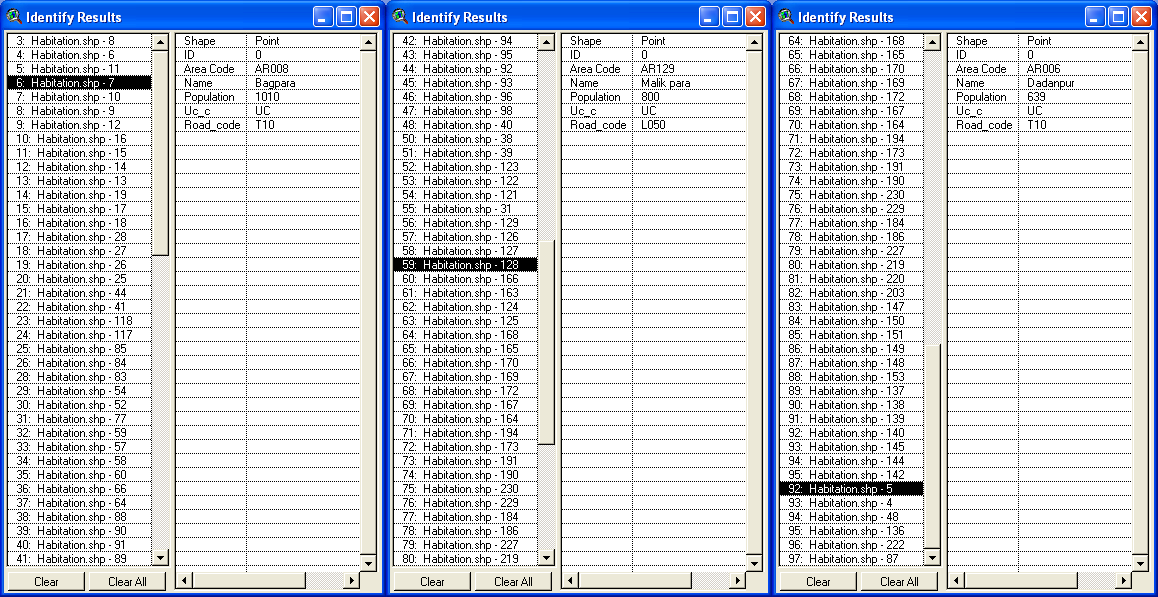 Identify Results
3: Habitation.shp - 8
4: Habitation.shp - 6
5: Habitation.shp - 11
6: Habitation.shp - 7
7: Habitation.shp - 10
8: Habitation.shp - 9
9: Habitation.shp - 12
10: Habitation.shp - 16
11: Habitation.shp - 15
12: Habitation.shp - 14
13: Habitation.shp - 13
14: Habitation.shp - 19
15: Habitation.shp - 17
16: Habitation.shp - 18
17: Habitation.shp - 28
18: Habitation.shp - 27
19: Habitation.shp - 26
20: Habitation.shp - 25
21: Habitation.shp - 44
22: Habitation.shp - 41
23: Habitation.shp - 118
24: Habitation.shp - 117
25: Habitation.shp - 85
26: Habitation.shp - 84
28: Habitation.shp - 83
29: Habitation.shp - 54
30: Habitation.shp - 52
31: Habitation.shp - 77
32: Habitation.shp - 59
33: Habitation.shp - 57
34: Habitation.shp - 58
35: Habitation.shp - 60
36: Habitation.shp - 66
37: Habitation.shp - 64
38: Habitation.shp - 88
39: Habitation.shp - 90
40: Habitation.shp - 91
41: Habitation.shp - 89
Clear Clear All
Shape Point
ID 0
Area Code AR008
Name Bagpara
Population 1010
Uc_c UC
Road_code T10
Identify Results
42: Habitation.shp - 94
43: Habitation.shp - 95
44: Habitation.shp - 92
45: Habitation.shp - 93
46: Habitation.shp - 96
47: Habitation.shp - 98
48: Habitation.shp - 40
50: Habitation.shp - 38
51: Habitation.shp - 39
52: Habitation.shp - 123
53: Habitation.shp - 122
54: Habitation.shp - 121
55: Habitation.shp - 31
56: Habitation.shp - 129
57: Habitation.shp - 126
58: Habitation.shp - 127
59: Habitation.shp - 128
60: Habitation.shp - 166
61: Habitation.shp - 163
62: Habitation.shp - 124
63: Habitation.shp - 125
64: Habitation.shp - 168
65: Habitation.shp - 165
66: Habitation.shp - 170
67: Habitation.shp - 169
68: Habitation.shp - 172
69: Habitation.shp - 167
70: Habitation.shp - 164
71: Habitation.shp - 194
72: Habitation.shp - 173
73: Habitation.shp - 191
74: Habitation.shp - 190
75: Habitation.shp - 230
76: Habitation.shp - 229
77: Habitation.shp - 184
78: Habitation.shp - 186
79: Habitation.shp - 227
80: Habitation.shp - 219
Clear Clear All
Shape Point
ID 0
Area Code AR129
Name Malik para
Population 800
Uc_c UC
Road_code L050
Identify Results
64: Habitation.shp - 168
65: Habitation.shp - 165
66: Habitation.shp - 170
67: Habitation.shp - 169
68: Habitation.shp - 172
69: Habitation.shp - 167
70: Habitation.shp - 164
71: Habitation.shp - 194
72: Habitation.shp - 173
73: Habitation.shp - 191
74: Habitation.shp - 190
75: Habitation.shp - 230
76: Habitation.shp - 229
77: Habitation.shp - 184
78: Habitation.shp - 186
79: Habitation.shp - 227
80: Habitation.shp - 219
81: Habitation.shp - 220
82: Habitation.shp - 203
83: Habitation.shp - 147
84: Habitation.shp - 150
85: Habitation.shp - 151
86: Habitation.shp - 149
87: Habitation.shp - 148
88: Habitation.shp - 153
89: Habitation.shp - 137
90: Habitation.shp - 138
91: Habitation.shp - 139
92: Habitation.shp - 140
93: Habitation.shp - 145
94: Habitation.shp - 144
95: Habitation.shp - 142
92: Habitation.shp - 5
93: Habitation.shp - 4
94: Habitation.shp - 48
95: Habitation.shp - 136
96: Habitation.shp - 222
97: Habitation.shp - 87
Clear Clear All
Shape Point
ID 0
Area Code AR006
Name Dadanpur
Population 639
Uc_c UC
Road_code T10